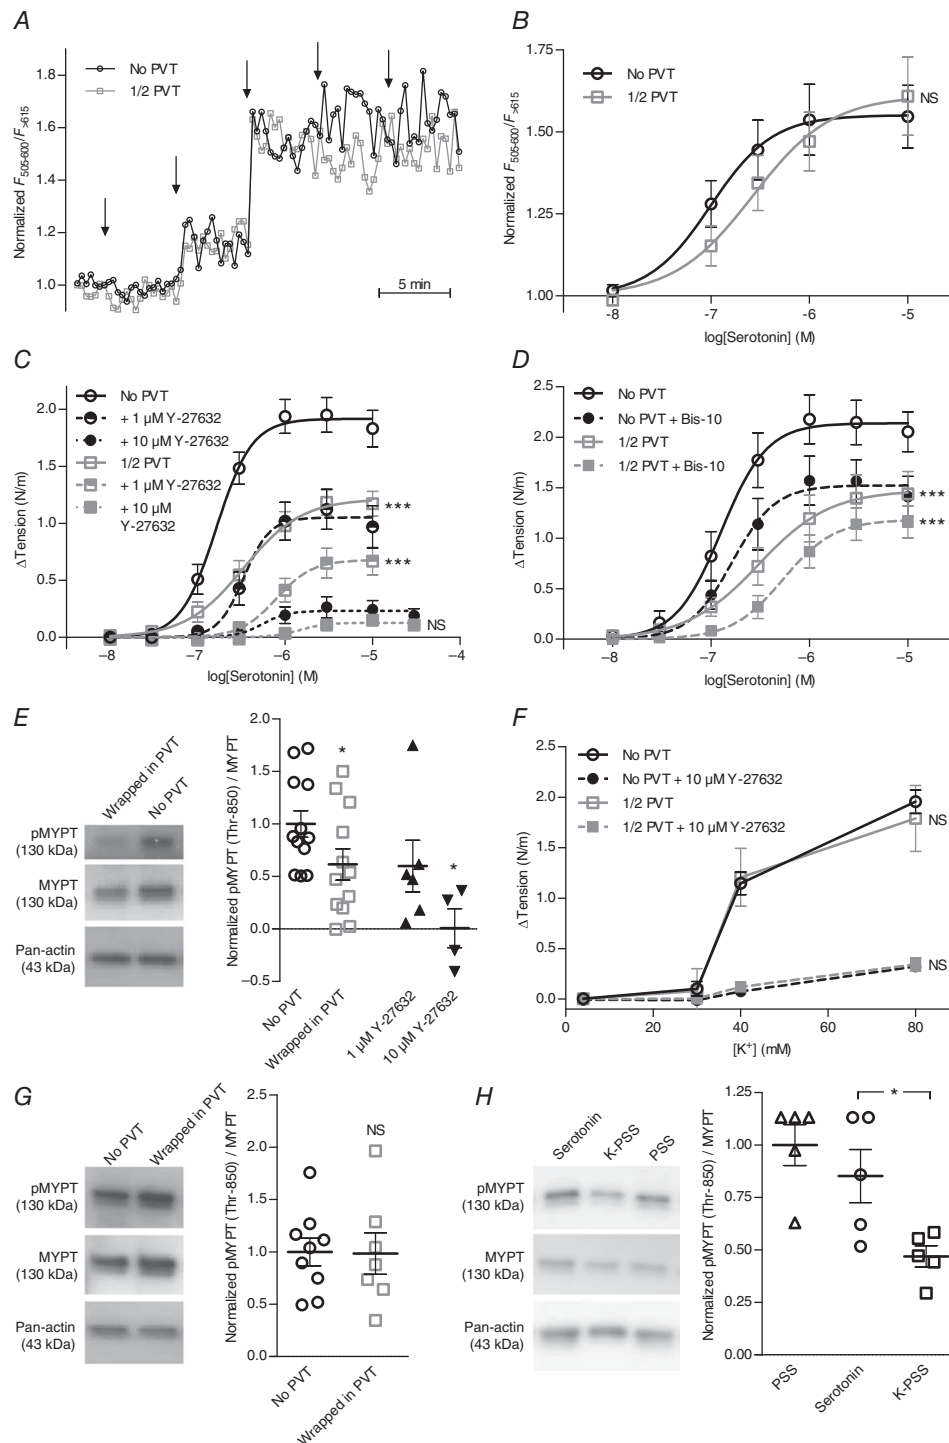 A
No PVT
1/2 PVT
Normalized F505-600/F>615
1.8
1.6
1.4
1.2
1.0
5 min
B
No PVT
1/2 PVT
NS
Normalized F505-600/F>615
1.75
1.50
1.25
1.00
-8
-7
-6
-5
log[Serotonin] (M)
C
No PVT
+ 1 µM Y-27632
+ 10 µM Y-27632
1/2 PVT
+ 1 µM Y-27632
+ 10 µM
Y-27632
***
***
NS
ΔTension (N/m)
2.0
1.5
1.0
0.5
0.0
–8
–7
–6
–5
–4
log[Serotonin] (M)
D
No PVT
No PVT + Bis-10
1/2 PVT
1/2 PVT + Bis-10
***
***
ΔTension (N/m)
2.5
2.0
1.5
1.0
0.5
0.0
–8
–7
–6
–5
log[Serotonin] (M)
E
Wrapped in PVT
No PVT
pMYPT
(130 kDa)
MYPT
(130 kDa)
Pan-actin
(43 kDa)
Normalized pMYPT (Thr-850) / MYPT
2.0
1.5
1.0
0.5
0.0
–0.5
*
*
No PVT
Wrapped in PVT
1 µM Y-27632
10 µM Y-27632
F
No PVT
No PVT + 10 µM Y-27632
1/2 PVT
1/2 PVT + 10 µM Y-27632
NS
NS
ΔTension (N/m)
2.5
2.0
1.5
1.0
0.5
0.0
0
20
40
60
80
[K+] (mM)
G
No PVT
Wrapped in PVT
pMYPT
(130 kDa)
MYPT
(130 kDa)
Pan-actin
(43 kDa)
Normalized pMYPT (Thr-850) / MYPT
2.5
2.0
1.5
1.0
0.5
0.0
NS
No PVT
Wrapped in PVT
H
Serotonin
K-PSS
PSS
pMYPT
(130 kDa)
MYPT
(130 kDa)
Pan-actin
(43 kDa)
Normalized pMYPT (Thr-850) / MYPT
1.25
1.00
0.75
0.50
0.25
0.00
*
PSS
Serotonin
K-PSS